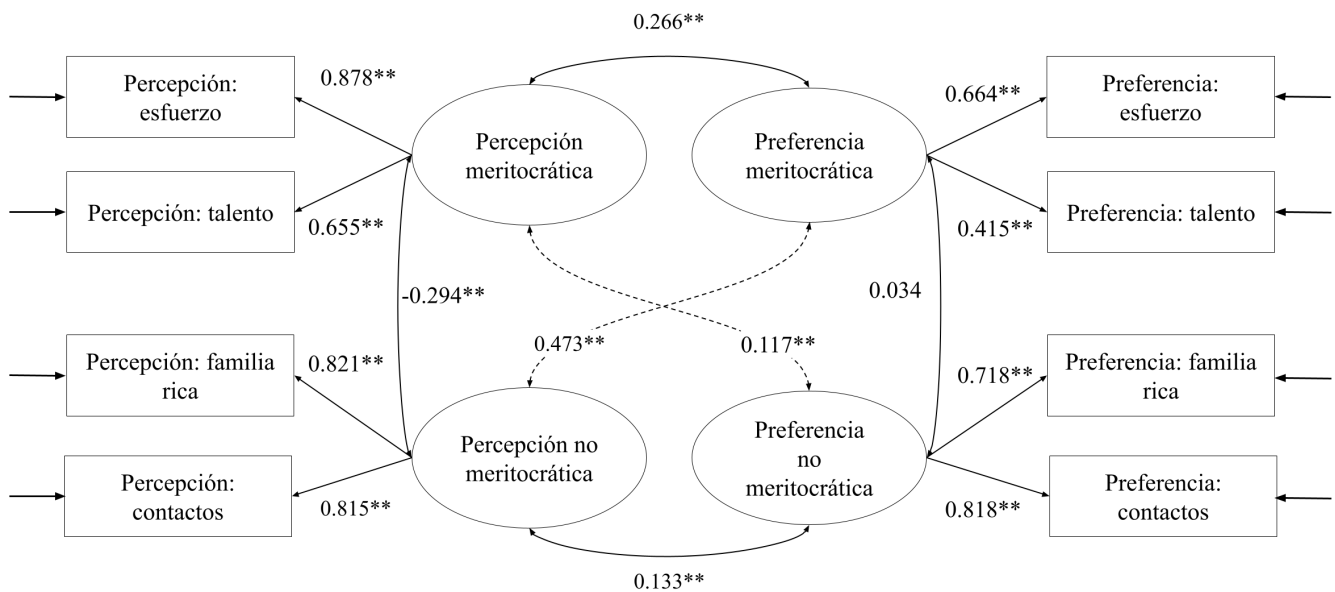 0.266**
Percepción:
esfuerzo
0.878**
Percepción
meritocrática
Preferencia
meritocrática
0.664**
Preferencia:
esfuerzo
Percepción: talento
0.655**
0.415**
Preferencia: talento
-0.294**
0.034
0.473**
0.117**
Percepción: familia
rica
0.821**
0.718**
Preferencia: familia
rica
Percepción no
meritocrática
Preferencia
no
meritocrática
Percepción:
contactos
0.815**
0.818**
Preferencia:
contactos
0.133**